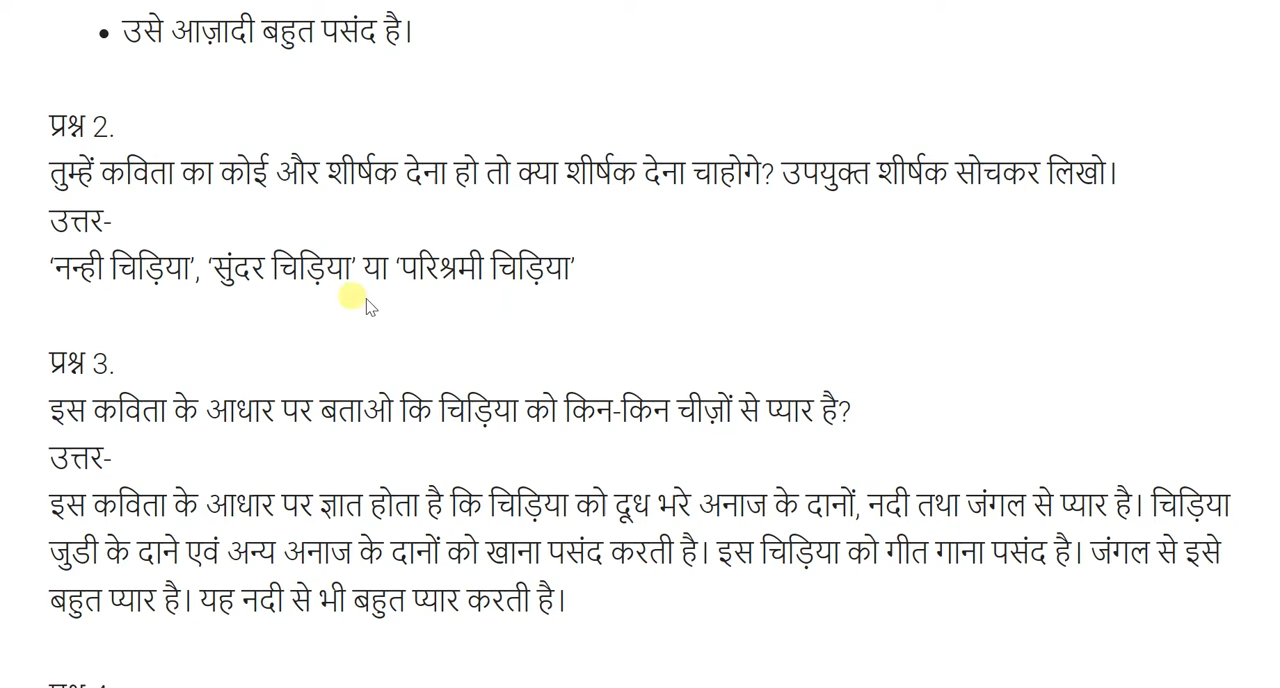 • उसे आज़ादी बहुत पसंद है।
प्रश्न 2.
तुम्हें कविता का कोई और शीर्षक देना हो तो क्या शीर्षक देना चाहोगे? उपयुक्त शीर्षक सोचकर लिखो।
उत्तर-
‘नन्ही चिड़िया’, ‘सुंदर चिड़िया’ या ‘परिश्रमी चिड़िया’
प्रश्न 3.
इस कविता के आधार पर बताओ कि चिड़िया को किन-किन चीज़ों से प्यार है?
उत्तर-
इस कविता के आधार पर ज्ञात होता है कि चिड़िया को दूध भरे अनाज के दानों, नदी तथा जंगल से प्यार है। चिड़िया
जुडी के दाने एवं अन्य अनाज के दानों को खाना पसंद करती है। इस चिड़िया को गीत गाना पसंद है। जंगल से इसे
बहुत प्यार है। यह नदी से भी बहुत प्यार करती है।